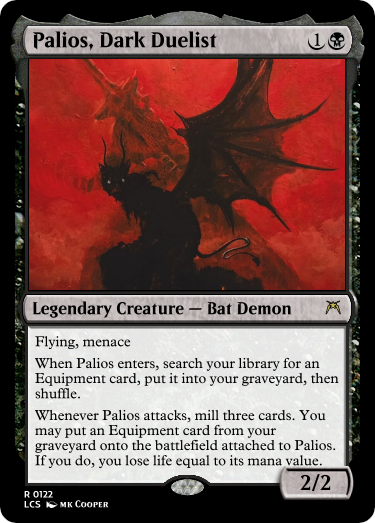 Palios, Dark Duelist 1
Legendary Creature — Bat Demon
Flying, menace
When Palios enters, search your library for an
Equipment card, put it into your graveyard, then
shuffle.
Whenever Palios attacks, mill three cards. You
may put an Equipment card from your
graveyard onto the battlefield attached to Palios.
If you do, you lose life equal to its mana value.
2/2
R 0122
LCS MK COOPER